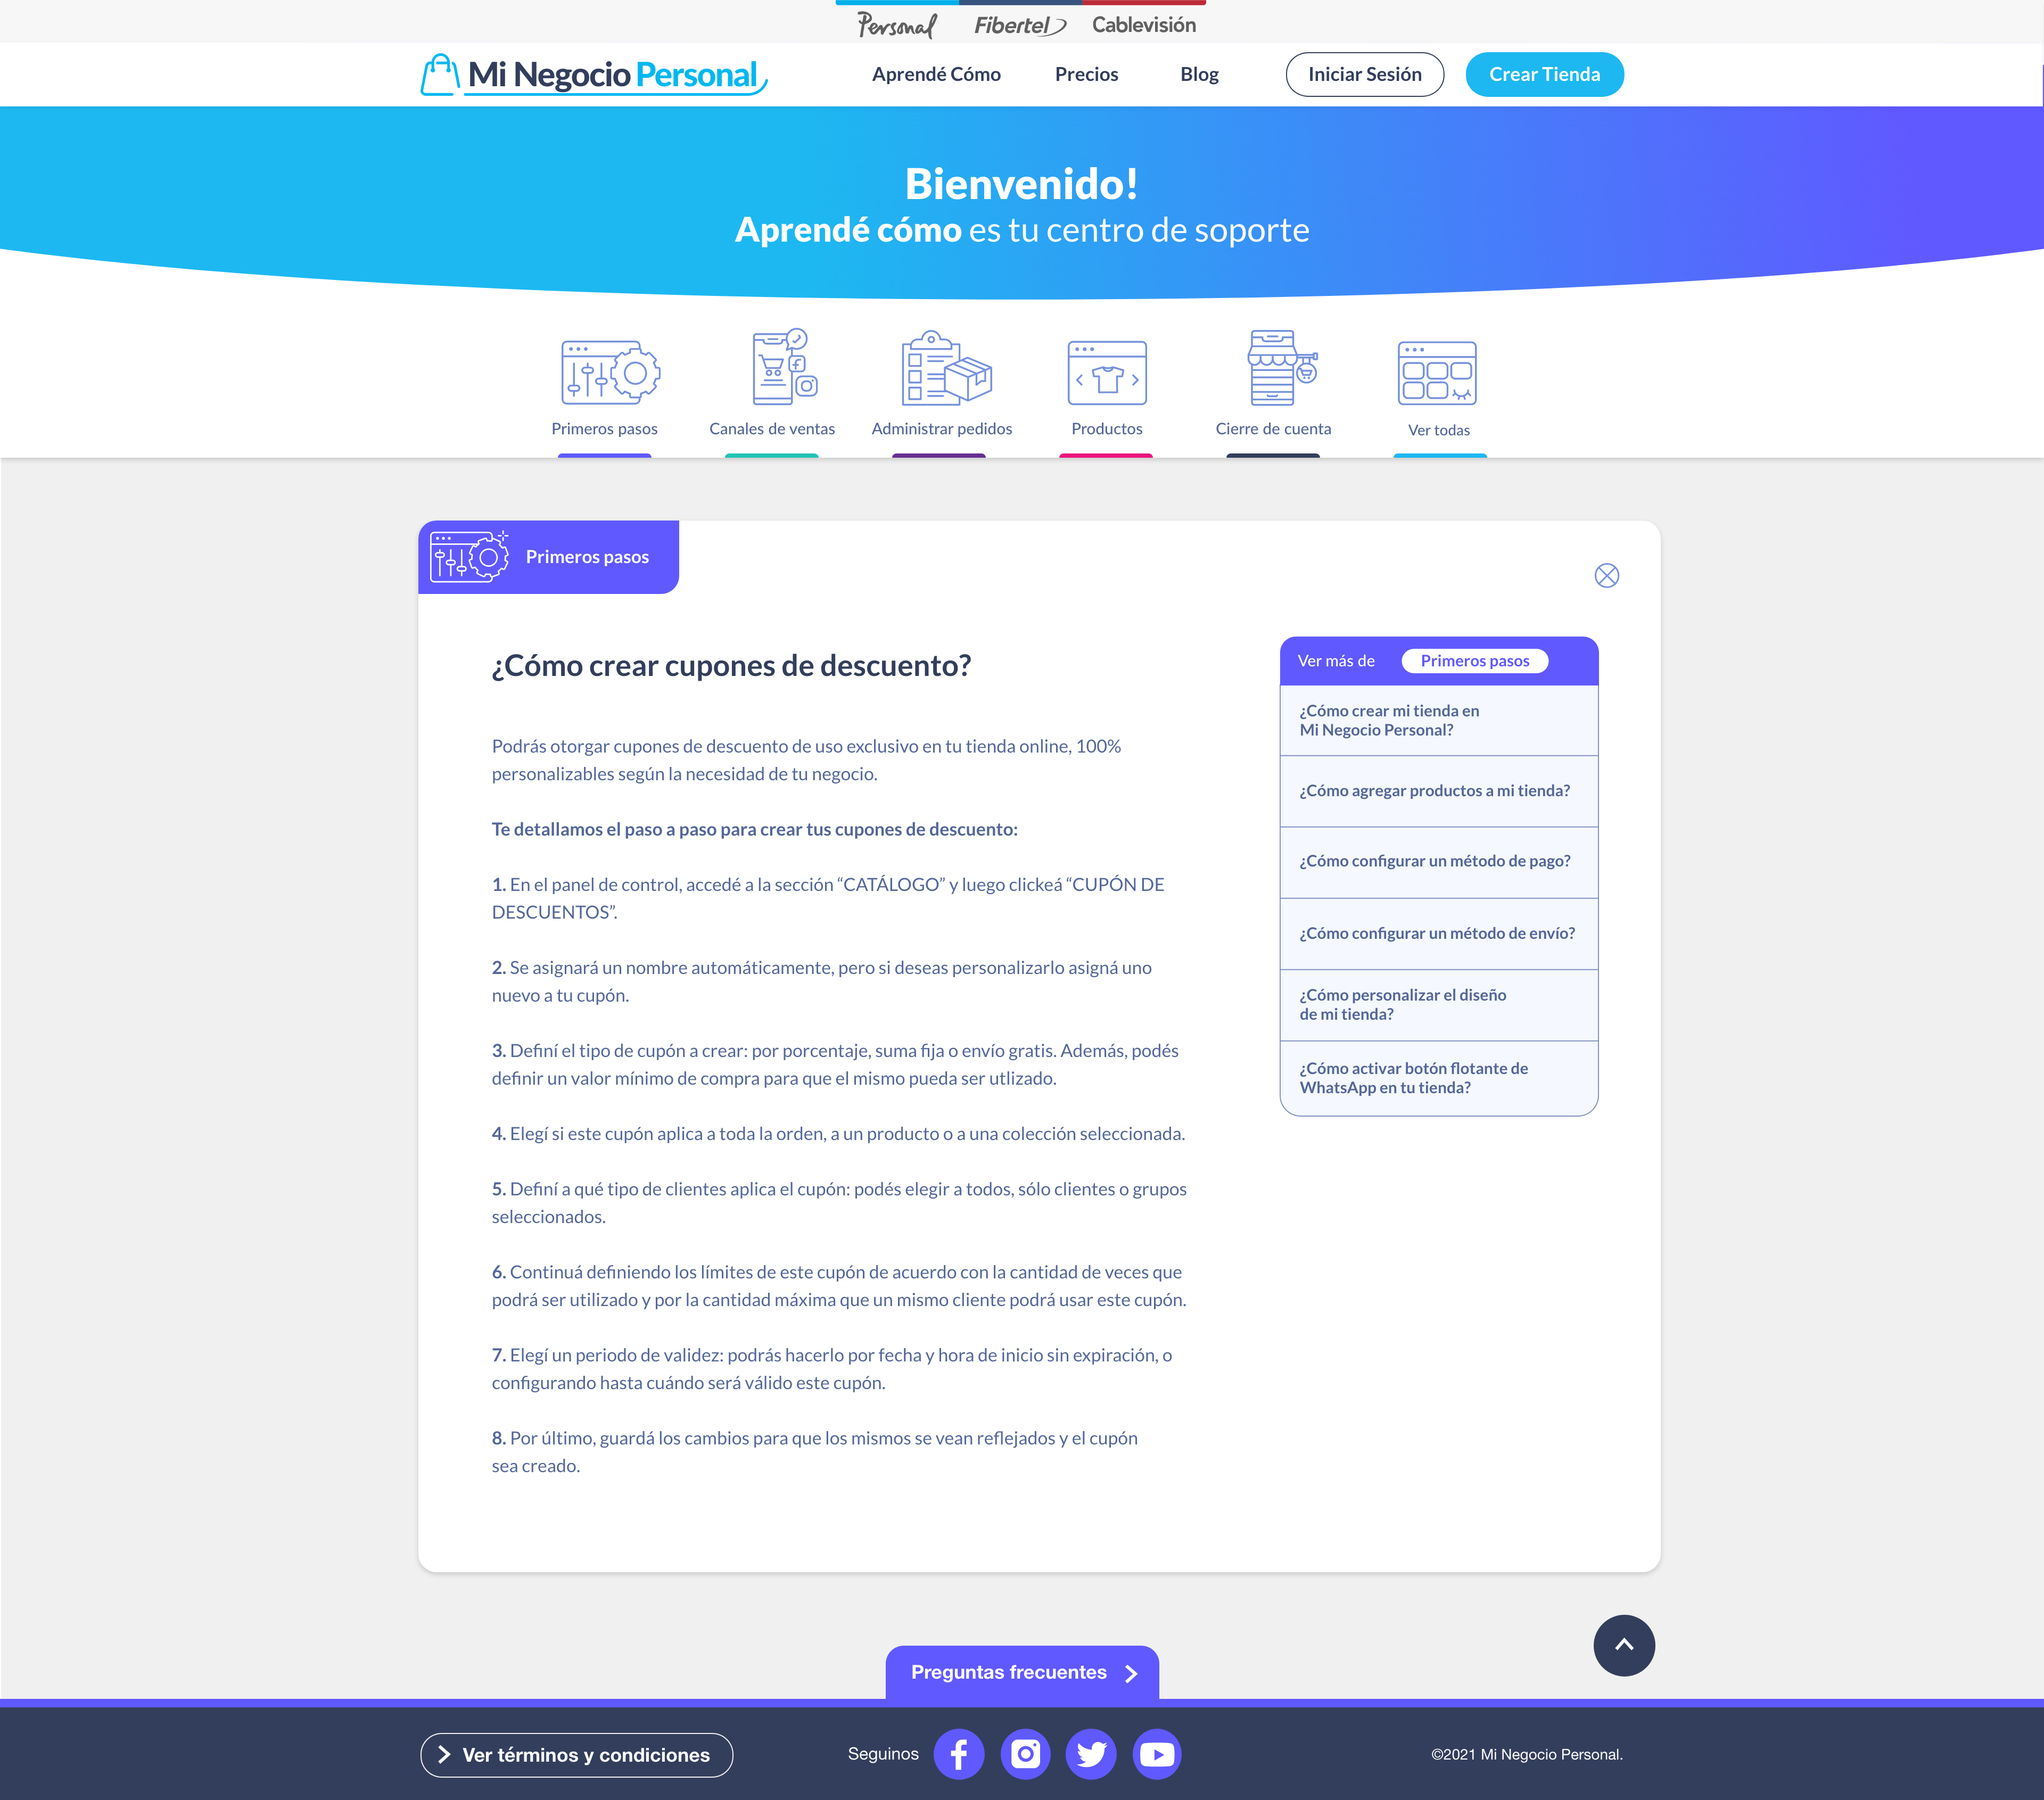 Personal
Fibertel
Cablevisión
Mi Negocio Personal
Aprendé Cómo
Precios
Blog
Iniciar Sesión
Crear Tienda
Bienvenido!
Aprendé cómo es tu centro de soporte
Primeros pasos
Canales de ventas
Administrar pedidos
Productos
Cierre de cuenta
Ver todas
Primeros pasos
¿Cómo crear cupones de descuento?
Podrás otorgar cupones de descuento de uso exclusivo en tu tienda online, 100%
personalizables según la necesidad de tu negocio.
Te detallamos el paso a paso para crear tus cupones de descuento:
1. En el panel de control, accedé a la sección “CATÁLOGO” y luego clickeá “CUPÓN DE
DESCUENTOS”.
2. Se asignará un nombre automáticamente, pero si deseas personalizarlo asigná uno
nuevo a tu cupón.
3. Definí el tipo de cupón a crear: por porcentaje, suma fija o envío gratis. Además, podés
definir un valor mínimo de compra para que el mismo pueda ser utlizado.
4. Elegí si este cupón aplica a toda la orden, a un producto o a una colección seleccionada.
5. Definí a qué tipo de clientes aplica el cupón: podés elegir a todos, sólo clientes o grupos
seleccionados.
6. Continuá definiendo los límites de este cupón de acuerdo con la cantidad de veces que
podrá ser utilizado y por la cantidad máxima que un mismo cliente podrá usar este cupón.
7. Elegí un periodo de validez: podrás hacerlo por fecha y hora de inicio sin expiración, o
configurando hasta cuándo será válido este cupón.
8. Por último, guardá los cambios para que los mismos se vean reflejados y el cupón
sea creado.
Ver más de
Primeros pasos
¿Cómo crear mi tienda en
Mi Negocio Personal?
¿Cómo agregar productos a mi tienda?
¿Cómo configurar un método de pago?
¿Cómo configurar un método de envío?
¿Cómo personalizar el diseño
de mi tienda?
¿Cómo activar botón flotante de
WhatsApp en tu tienda?
Preguntas frecuentes
Ver términos y condiciones
Seguinos
©2021 Mi Negocio Personal.